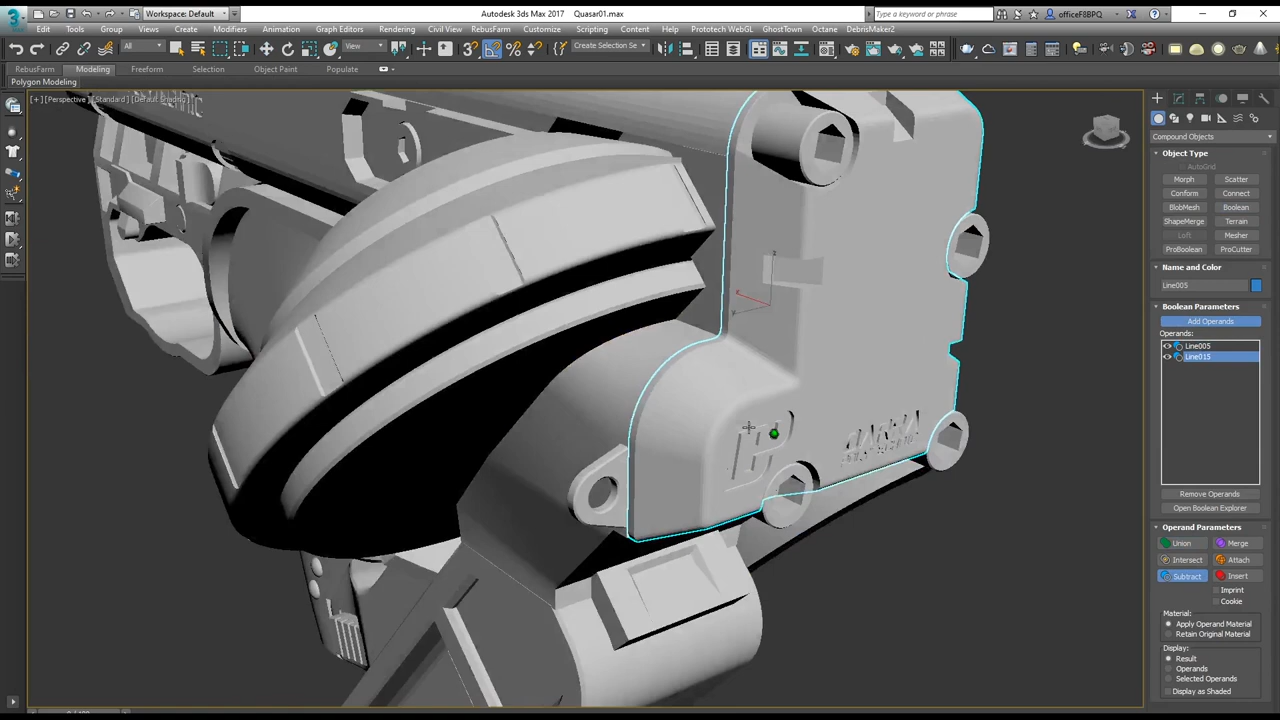 Workspace: Default
Autodesk 3ds Max 2017 Quasar01.max
Type a keyword or phrase
officeF8BPQ
Edit Tools Group Views Create Modifiers Animation Graph Editors Rendering RebusFarm Civil View Customize Scripting Content Help Prototech WebGL GhostTown Octane DebrisMaker2
All
View
Create Selection Se
RebusFarm Modeling Freeform Selection Object Paint Populate
Polygon Modeling
[+] [Perspective] [Standard] [Default Shading]
Compound Objects
Object Type
AutoGrid
Morph Scatter
Conform Connect
BlobMesh Boolean
ShapeMerge Terrain
Loft Mesher
ProBoolean ProCutter
Name and Color
Line005
Boolean Parameters
Add Operands
Operands:
Line005
Line015
Remove Operands
Open Boolean Explorer
Operand Parameters
Union Merge
Intersect Attach
Subtract Insert
Imprint
Cookie
Material:
Apply Operand Material
Retain Original Material
Display:
Result
Operands
Selected Operands
Display as Shaded